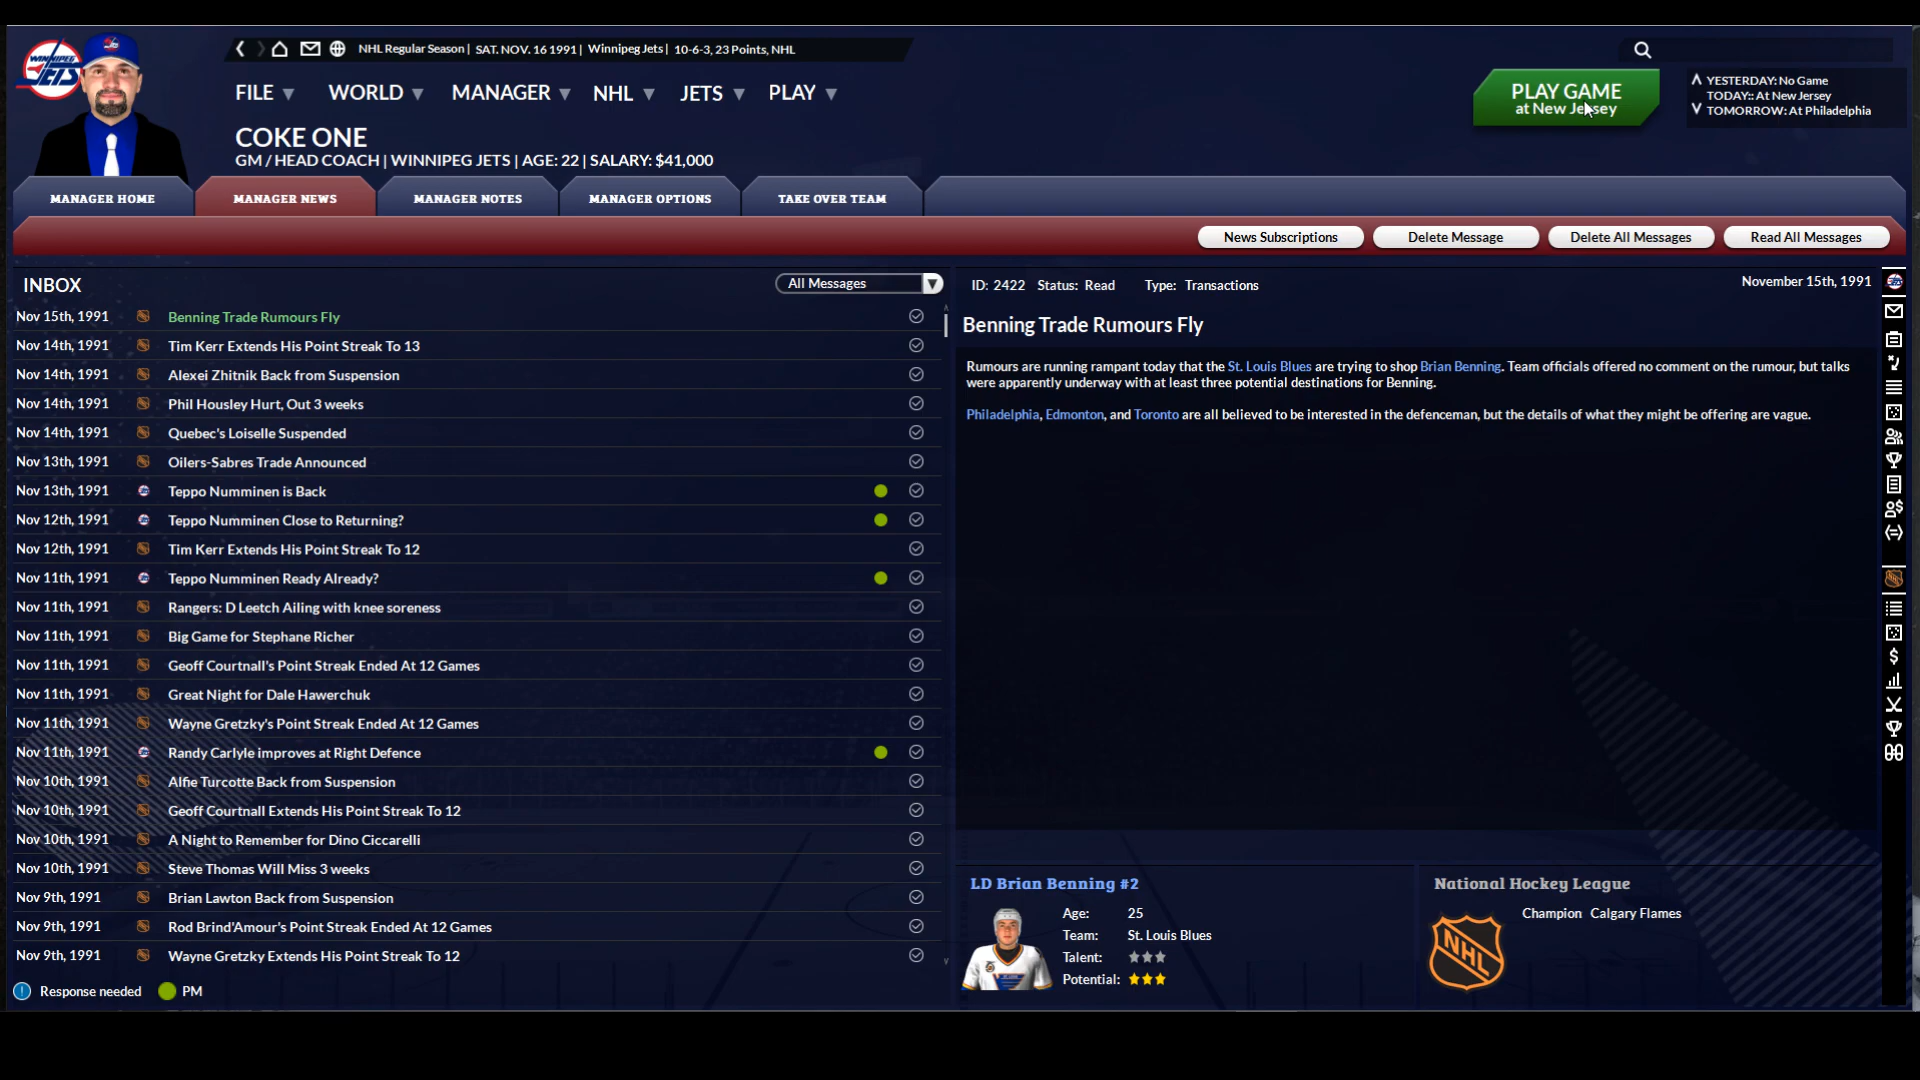 NHL Regular Season | SAT. NOV. 16 1991 | Winnipeg Jets | 10-6-3, 23 Points, NHL
FILE WORLD MANAGER NHL JETS PLAY
PLAY GAME
at New Jersey
YESTERDAY: No Game
TODAY:: At New Jersey
TOMORROW: At Philadelphia
WINNIPEG
JETS
COKE ONE
GM / HEAD COACH | WINNIPEG JETS | AGE: 22 | SALARY: $41,000
MANAGER HOME MANAGER NEWS MANAGER NOTES MANAGER OPTIONS TAKE OVER TEAM
News Subscriptions Delete Message Delete All Messages Read All Messages
INBOX All Messages
Nov 15th, 1991 Benning Trade Rumours Fly
Nov 14th, 1991 Tim Kerr Extends His Point Streak To 13
Nov 14th, 1991 Alexei Zhitnik Back from Suspension
Nov 14th, 1991 Phil Housley Hurt, Out 3 weeks
Nov 14th, 1991 Quebec's Loiselle Suspended
Nov 13th, 1991 Oilers-Sabres Trade Announced
Nov 13th, 1991 Teppo Numminen is Back
Nov 12th, 1991 Teppo Numminen Close to Returning?
Nov 12th, 1991 Tim Kerr Extends His Point Streak To 12
Nov 11th, 1991 Teppo Numminen Ready Already?
Nov 11th, 1991 Rangers: D Leetch Ailing with knee soreness
Nov 11th, 1991 Big Game for Stephane Richer
Nov 11th, 1991 Geoff Courtnall's Point Streak Ended At 12 Games
Nov 11th, 1991 Great Night for Dale Hawerchuk
Nov 11th, 1991 Wayne Gretzky's Point Streak Ended At 12 Games
Nov 11th, 1991 Randy Carlyle improves at Right Defence
Nov 10th, 1991 Alfie Turcotte Back from Suspension
Nov 10th, 1991 Geoff Courtnall Extends His Point Streak To 12
Nov 10th, 1991 A Night to Remember for Dino Ciccarelli
Nov 10th, 1991 Steve Thomas Will Miss 3 weeks
Nov 9th, 1991 Brian Lawton Back from Suspension
Nov 9th, 1991 Rod Brind'Amour's Point Streak Ended At 12 Games
Nov 9th, 1991 Wayne Gretzky Extends His Point Streak To 12
Response needed PM
ID: 2422 Status: Read Type: Transactions November 15th, 1991
Benning Trade Rumours Fly
Rumours are running rampant today that the St. Louis Blues are trying to shop Brian Benning. Team officials offered no comment on the rumour, but talks
were apparently underway with at least three potential destinations for Benning.
Philadelphia, Edmonton, and Toronto are all believed to be interested in the defenceman, but the details of what they might be offering are vague.
LD Brian Benning #2
Age: 25
Team: St. Louis Blues
Talent:
Potential:
National Hockey League
Champion Calgary Flames
NHL